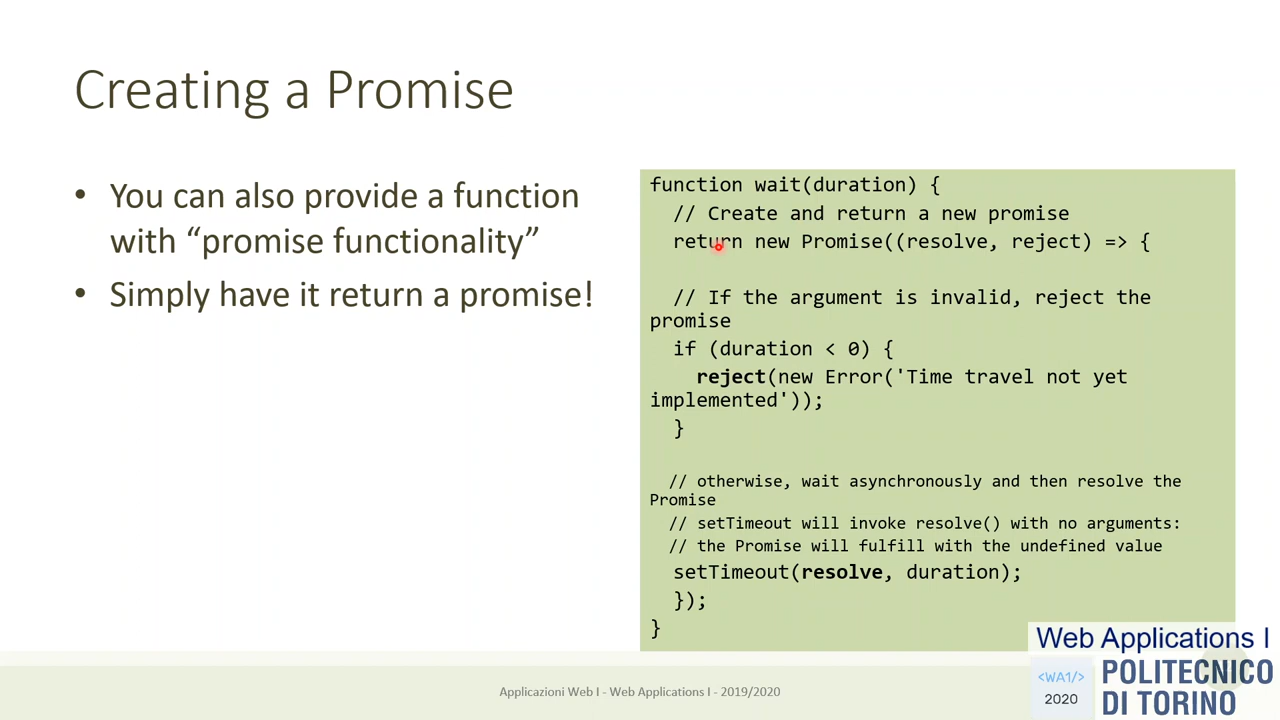 Creating a Promise
• You can also provide a function
with “promise functionality”
• Simply have it return a promise!
function wait(duration) {
// Create and return a new promise
return new Promise((resolve, reject) => {
// If the argument is invalid, reject the
promise
if (duration < 0) {
reject(new Error('Time travel not yet
implemented'));
}
// otherwise, wait asynchronously and then resolve the
Promise
// setTimeout will invoke resolve() with no arguments:
// the Promise will fulfill with the undefined value
setTimeout(resolve, duration);
});
}
Applicazioni Web I - Web Applications I - 2019/2020
Web Applications I
<WA1/>
2020
POLITECNICO
DI TORINO